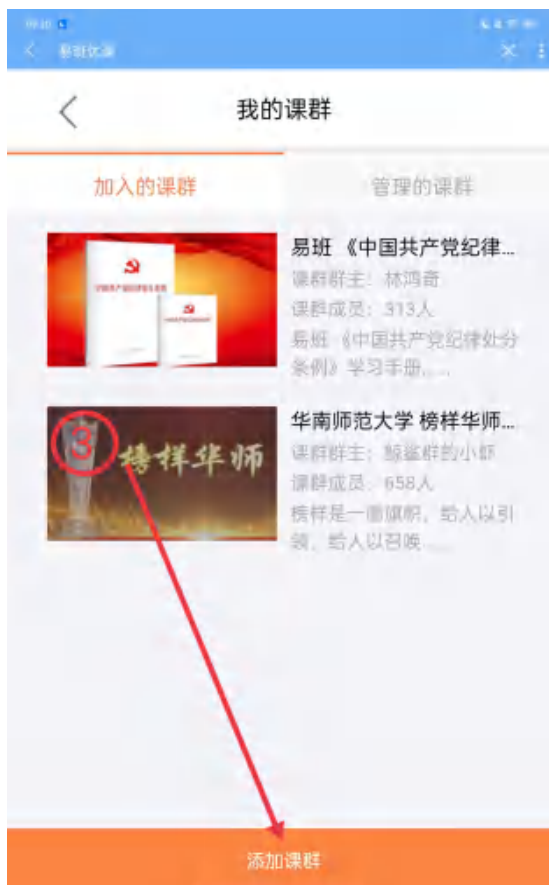 易班优课
我的课群
加入的课群
管理的课群
易班 《中国共产党纪律...
课群群主: 林鸿奇
课群成员: 313人
易班 《中国共产党纪律处分
条例》学习手册......
③
榜样华师
华南师范大学 榜样华师...
课群群主: 鲸鲨群的小虾
课群成员: 658人
榜样是一面旗帜, 给人以引
领, 给人以召唤......
添加课群